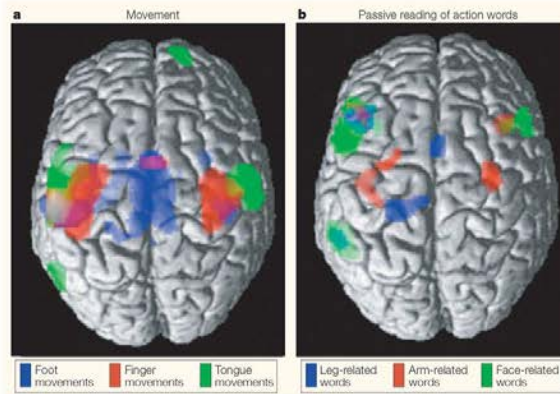 a Movement
b Passive reading of action words
Foot movements
Finger movements
Tongue movements
Leg-related words
Arm-related words
Face-related words